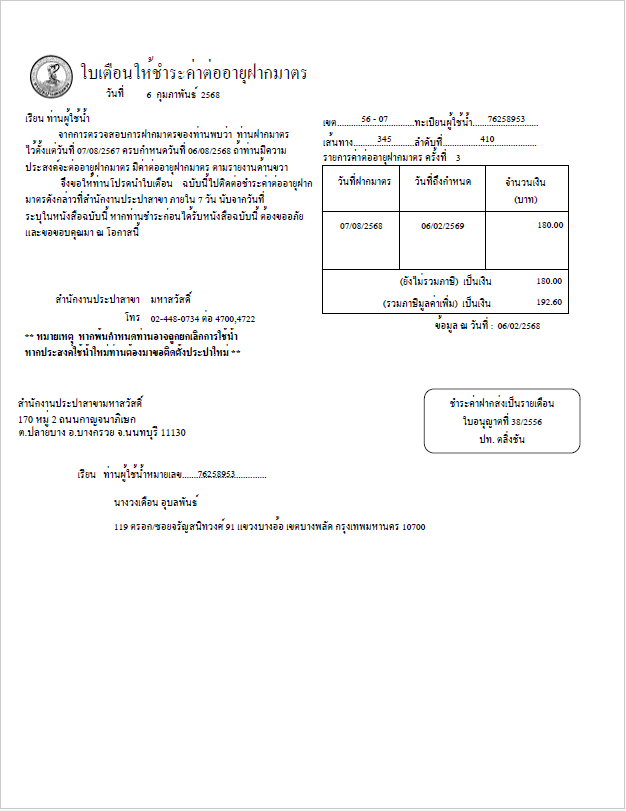 ใบเตือนให้ชำระค่าต่ออายุฝากมาตร
วันที่ 6 กุมภาพันธ์ 2568
เรียน ท่านผู้ใช้น้ำ
จากการตรวจสอบการฝากมาตรของท่านพบว่า ท่านฝากมาตร
ไว้ตั้งแต่วันที่ 07/08/2567 ครบกำหนดวันที่ 06/08/2568 ถ้าท่านมีความ
ประสงค์จะต่ออายุฝากมาตร มีค่าต่ออายุฝากมาตร ตามรายงานด้านขวา
จึงขอให้ท่านโปรดนำใบเตือน ฉบับนี้ไปติดต่อชำระค่าต่ออายุฝาก
มาตรดังกล่าวที่สำนักงานประปาสาขา ภายใน 7 วัน นับจากวันที่
ระบุในหนังสือฉบับนี้ หากท่านชำระก่อนได้รับหนังสือฉบับนี้ ต้องขออภัย
และขอขอบคุณมา ณ โอกาสนี้
สำนักงานประปาสาขา มหาสวัสดิ์
โทร 02-448-0734 ต่อ 4700,4722
** หมายเหตุ หากพ้นกำหนดท่านอาจถูกยกเลิกการใช้น้ำ
หากประสงค์ใช้น้ำใหม่ท่านต้องมาขอติดตั้งประปาใหม่ **
เขต 56 - 07 ทะเบียนผู้ใช้น้ำ 76258953
เส้นทาง 345 ลำดับที่ 410
รายการค่าต่ออายุฝากมาตร ครั้งที่ 3
วันที่ฝากมาตร วันที่ถึงกำหนด จำนวนเงิน
(บาท)
07/08/2568 06/02/2569 180.00
(ยังไม่รวมภาษี) เป็นเงิน 180.00
(รวมภาษีมูลค่าเพิ่ม) เป็นเงิน 192.60
ข้อมูล ณ วันที่ : 06/02/2568
สำนักงานประปาสาขามหาสวัสดิ์
170 หมู่ 2 ถนนกาญจนาภิเษก
ต.ปลายบาง อ.บางกรวย จ.นนทบุรี 11130
ชำระค่าฝากส่งเป็นรายเดือน
ใบอนุญาตที่ 38/2556
ปท. ตลิ่งชัน
เรียน ท่านผู้ใช้น้ำหมายเลข 76258953
นางวงเดือน อุบลพันธ์
119 ตรอก/ซอยจรัญสนิทวงศ์ 91 แขวงบางอ้อ เขตบางพลัด กรุงเทพมหานคร 10700